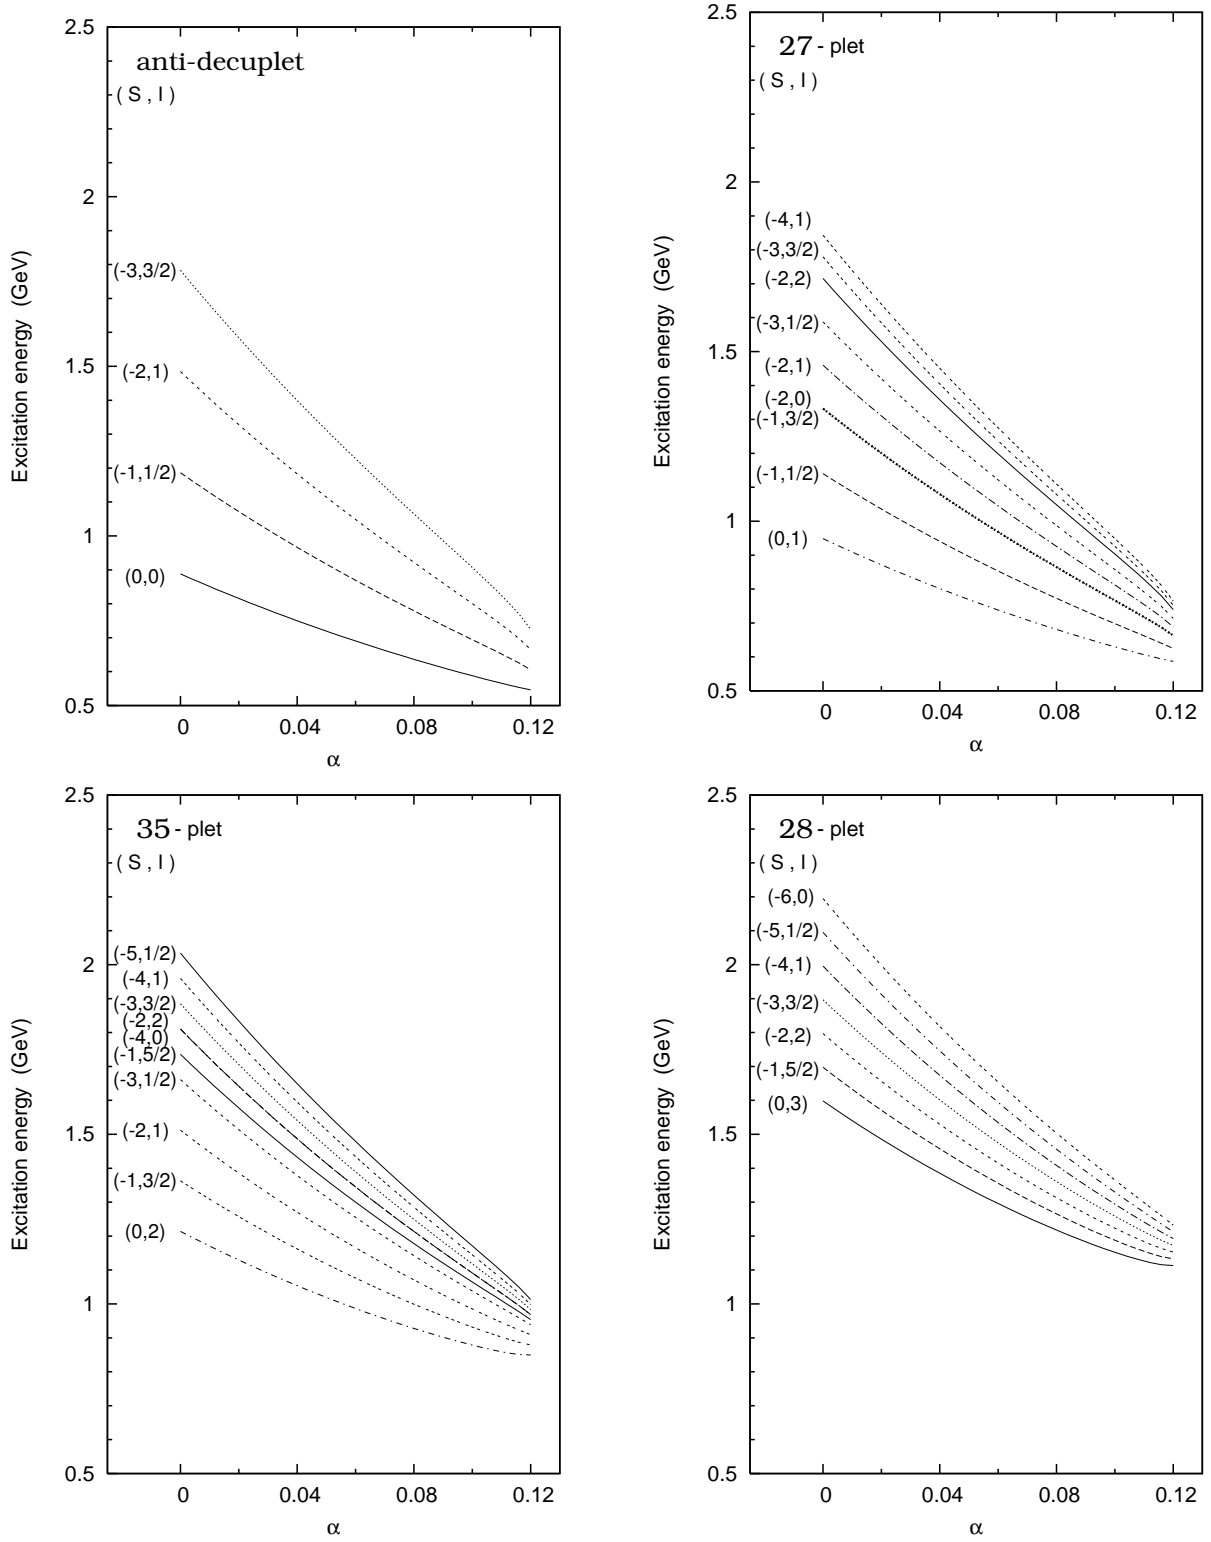 anti-decuplet
( S , I )
2.5
2
1.5
1
0.5
Excitation energy (GeV)
(-3,3/2)
(-2,1)
(-1,1/2)
(0,0)
0 0.04 0.08 0.12
α
27 - plet
( S , I )
2.5
2
1.5
1
0.5
Excitation energy (GeV)
(-4,1)
(-3,3/2)
(-2,2)
(-3,1/2)
(-2,1)
(-2,0)
(-1,3/2)
(-1,1/2)
(0,1)
0 0.04 0.08 0.12
α
35 - plet
( S , I )
2.5
2
1.5
1
0.5
Excitation energy (GeV)
(-5,1/2)
(-4,1)
(-3,3/2)
(-2,2)
(-4,0)
(-1,5/2)
(-3,1/2)
(-2,1)
(-1,3/2)
(0,2)
0 0.04 0.08 0.12
α
28 - plet
( S , I )
2.5
2
1.5
1
0.5
Excitation energy (GeV)
(-6,0)
(-5,1/2)
(-4,1)
(-3,3/2)
(-2,2)
(-1,5/2)
(0,3)
0 0.04 0.08 0.12
α